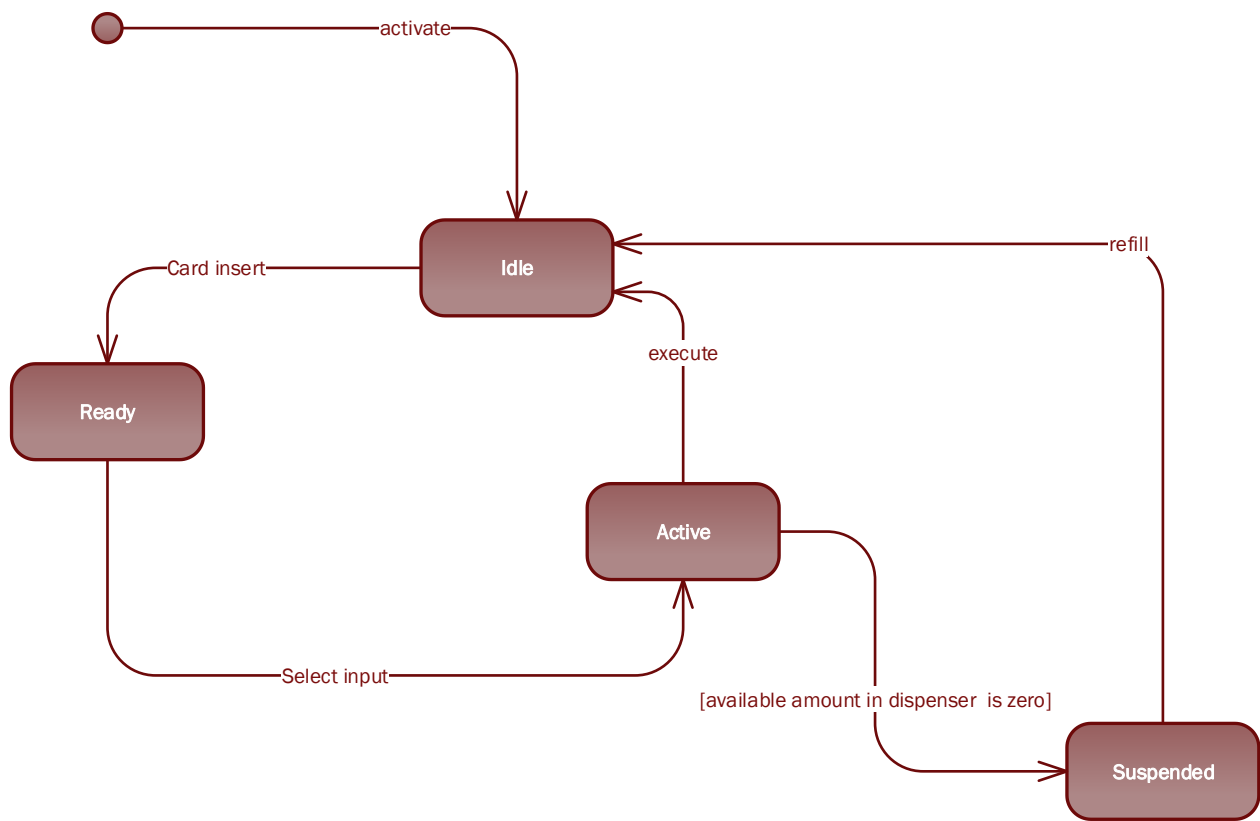 activate
Idle
refill
Card insert
execute
Ready
Active
Select input
[available amount in dispenser  is zero]
Suspended